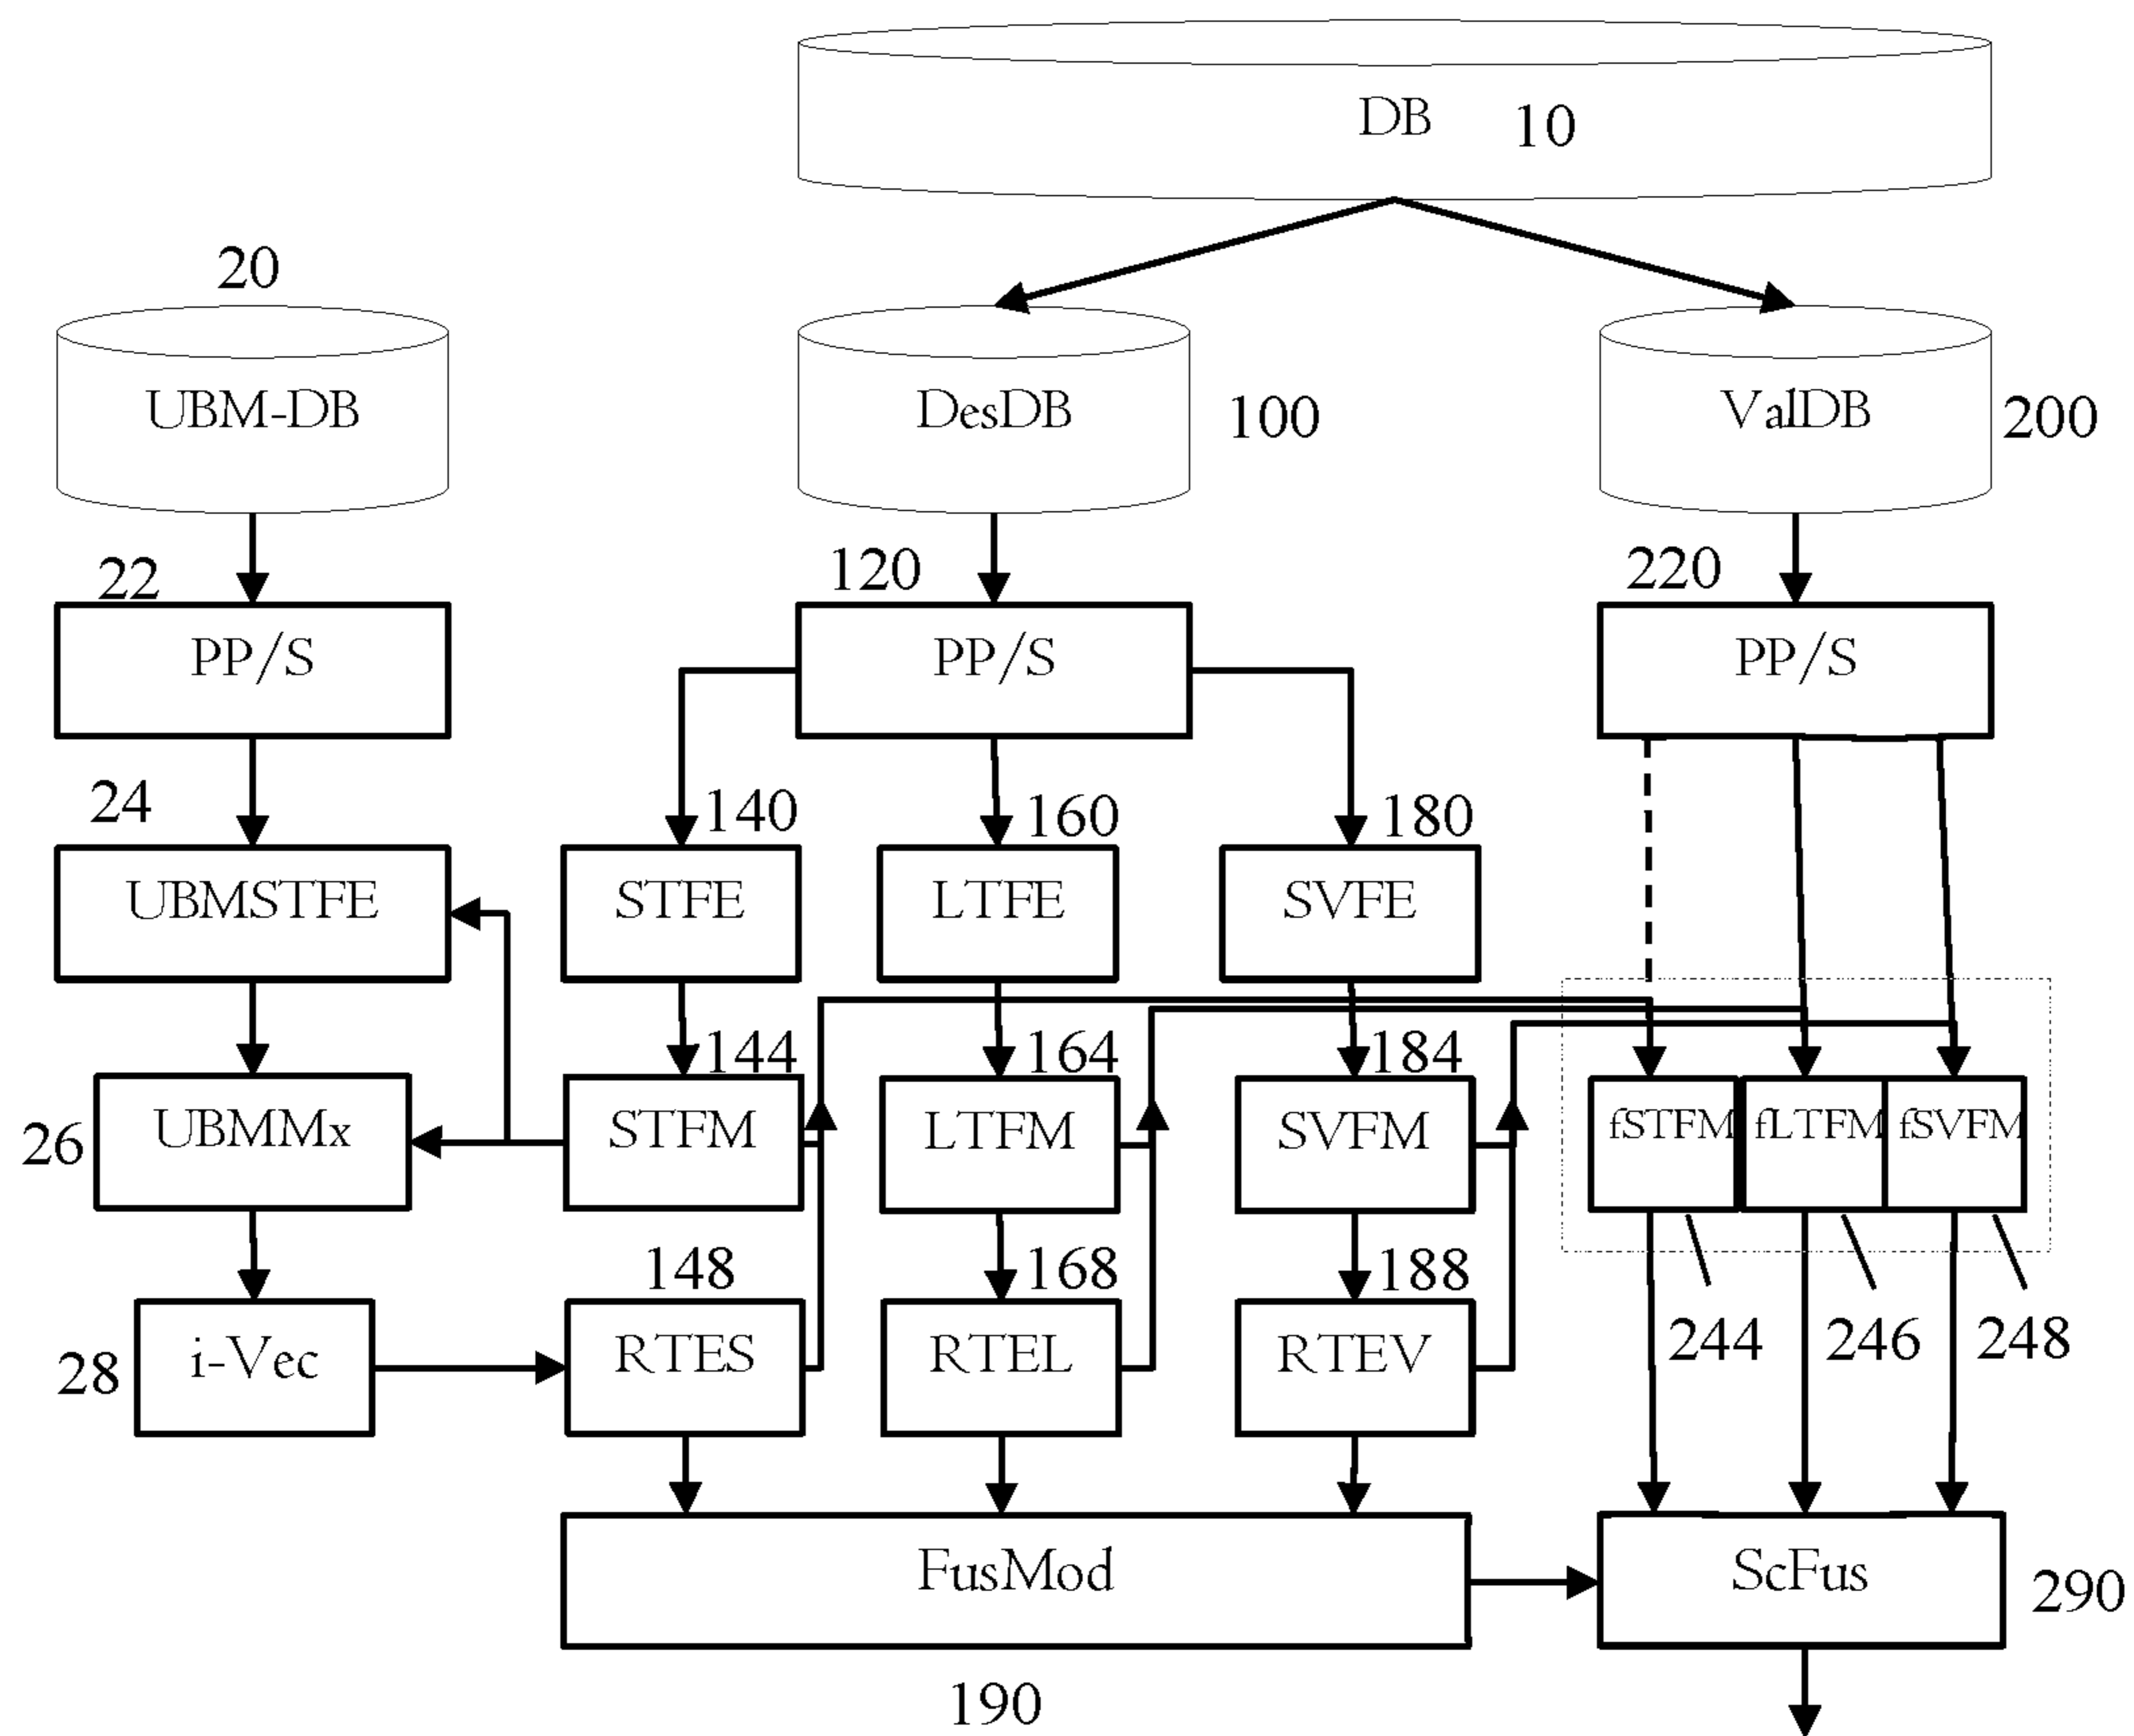 DB 10
20
UBM-DB
DesDB 100
ValDB 200
22 120 220
PP/S PP/S PP/S
24 140 160 180
UBMSTFE STFE LTFE SVFE
144 164 184
26 UBMMx STFM LTFM SVFM fSTFM fLTFM fSVFM
148 168 188
28 i-Vec RTES RTEL RTEV 244 246 248
FusMod ScFus 290
190